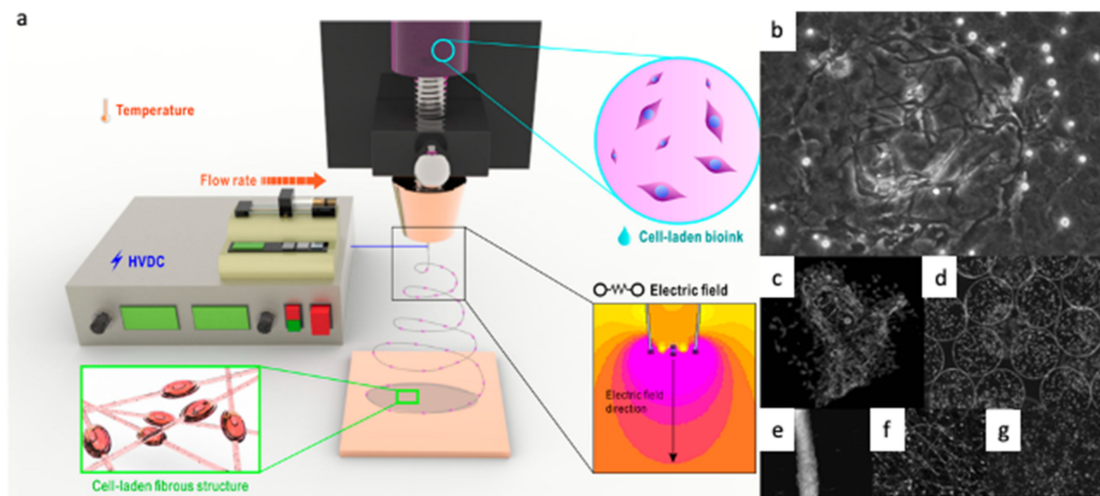 a
Temperature
Flow rate
HVDC
Cell-laden bioink
Electric field
Electric field
direction
Cell-laden fibrous structure
b
c
d
e
f
g